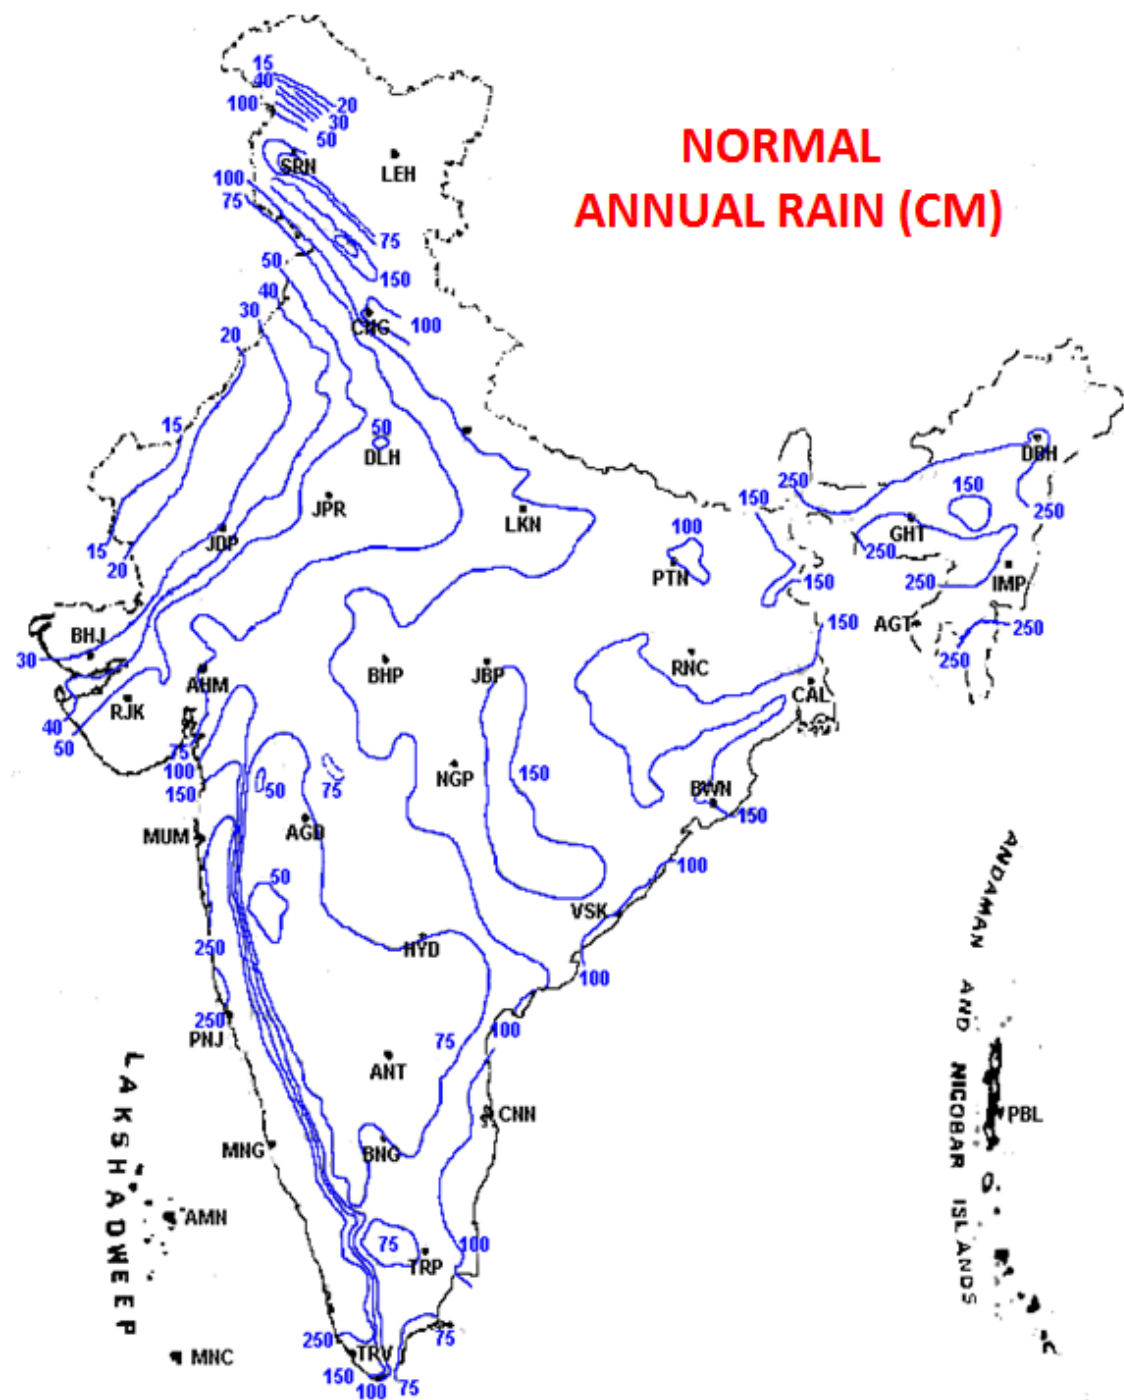 NORMAL
ANNUAL RAIN (CM)
15
40
100
20
30
50
SRN
LEH
100
75
75
150
50
40
30
20
CHG
100
15
50
DLH
JPR
LKN
JDP
15
20
150
250
DBH
150
250
GHT
250
100
PTN
150
250
IMP
BHJ
30
AHM
RJK
BHP
JBP
RNC
150
AGT
250
250
CAL
40
50
75
100
150
50
75
NGP
150
BWN
150
MUM
AGD
50
100
VSK
HYD
250
100
250
PNJ
75
100
ANT
CNN
MNG
BNG
LAKSHADWEEP
AMN
75
TRP
100
MNC
250
TRV
150
100
75
75
ANDAMAN AND NICOBAR ISLANDS
PBL